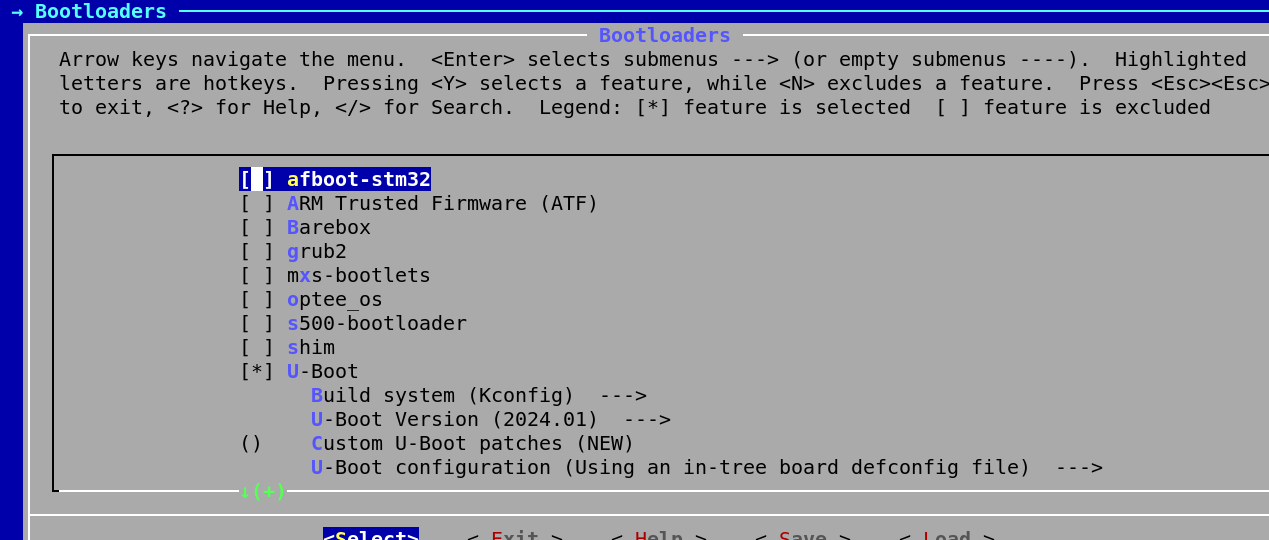 → Bootloaders
Bootloaders
Arrow keys navigate the menu.  <Enter> selects submenus ---> (or empty submenus ----).  Highlighted
letters are hotkeys.  Pressing <Y> selects a feature, while <N> excludes a feature.  Press <Esc><Esc>
to exit, <?> for Help, </> for Search.  Legend: [*] feature is selected  [ ] feature is excluded
[ ] afboot-stm32
[ ] ARM Trusted Firmware (ATF)
[ ] Barebox
[ ] grub2
[ ] mxs-bootlets
[ ] optee_os
[ ] s500-bootloader
[ ] shim
[*] U-Boot
Build system (Kconfig)  --->
U-Boot Version (2024.01)  --->
()    Custom U-Boot patches (NEW)
U-Boot configuration (Using an in-tree board defconfig file)  --->
↓(+)
<Select>    < Exit >    < Help >    < Save >    < Load >